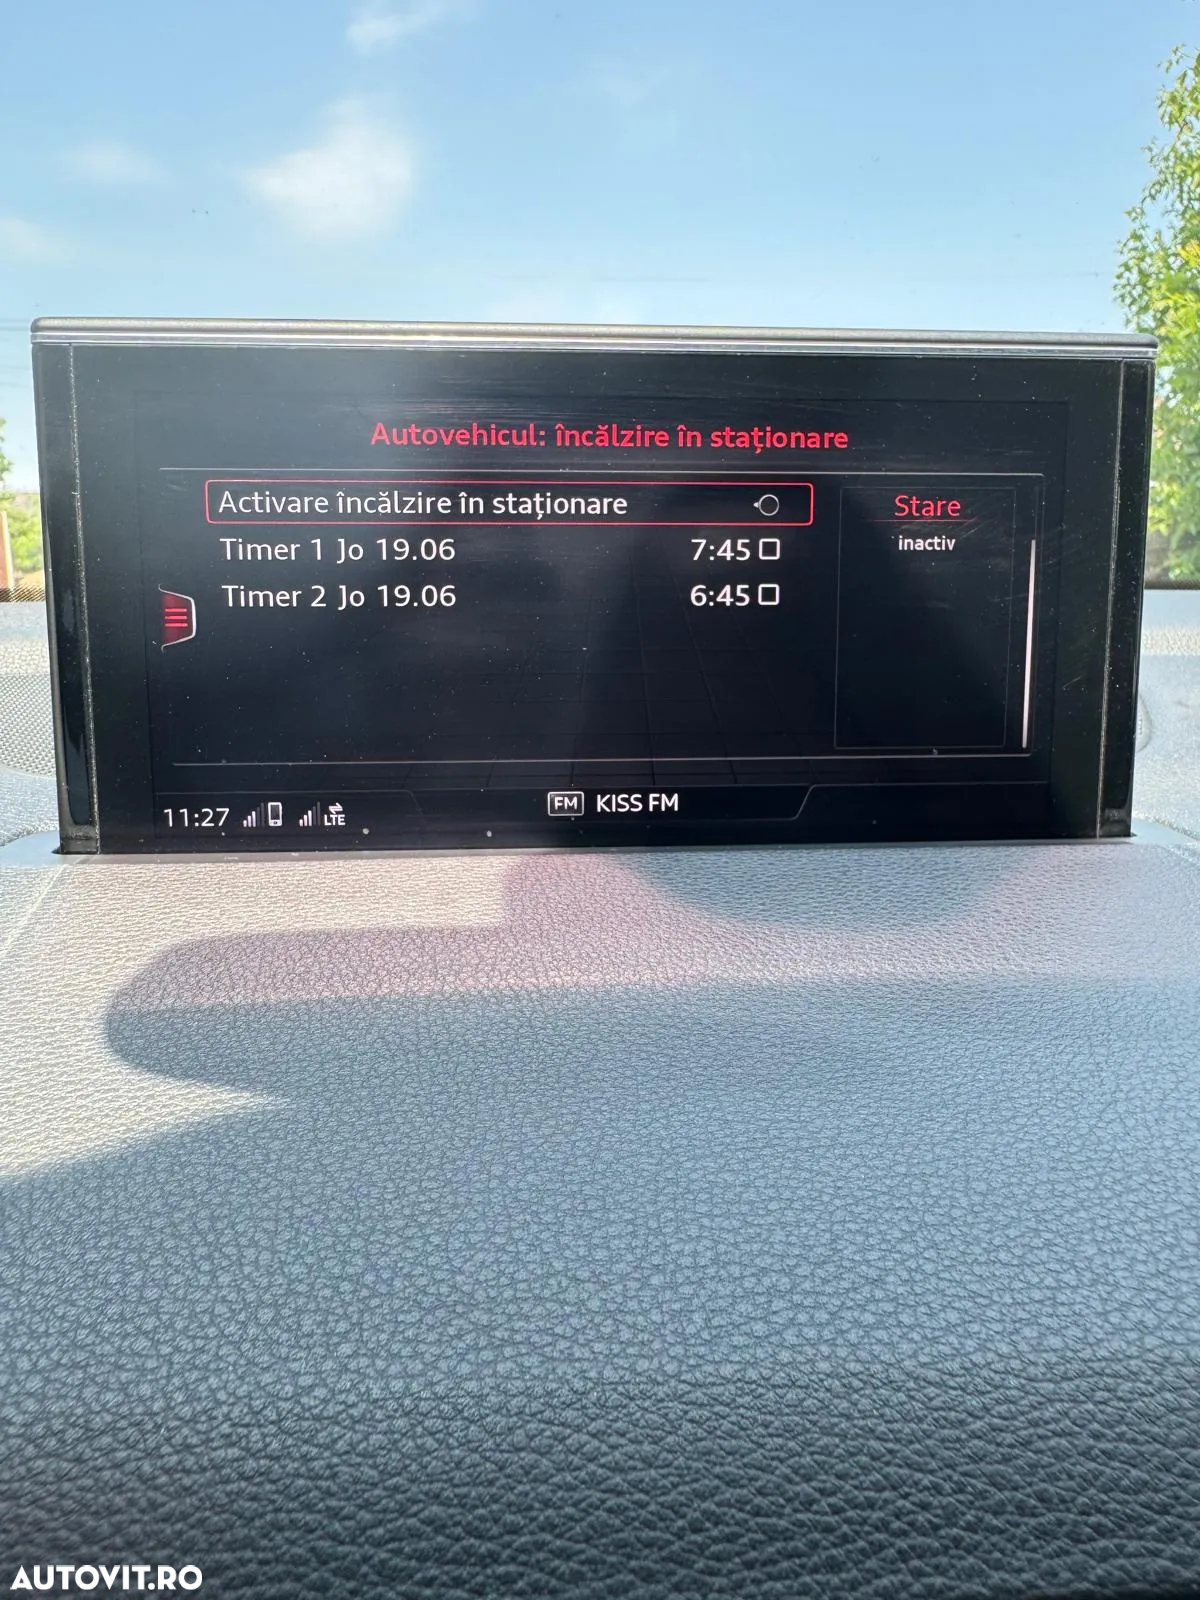 Autovehicul: încălzire în staționare
Activare încălzire în staționare
Stare
inactiv
Timer 1 Jo 19.06 7:45
Timer 2 Jo 19.06 6:45
11:27 LTE
FM KISS FM
AUTOVIT.RO